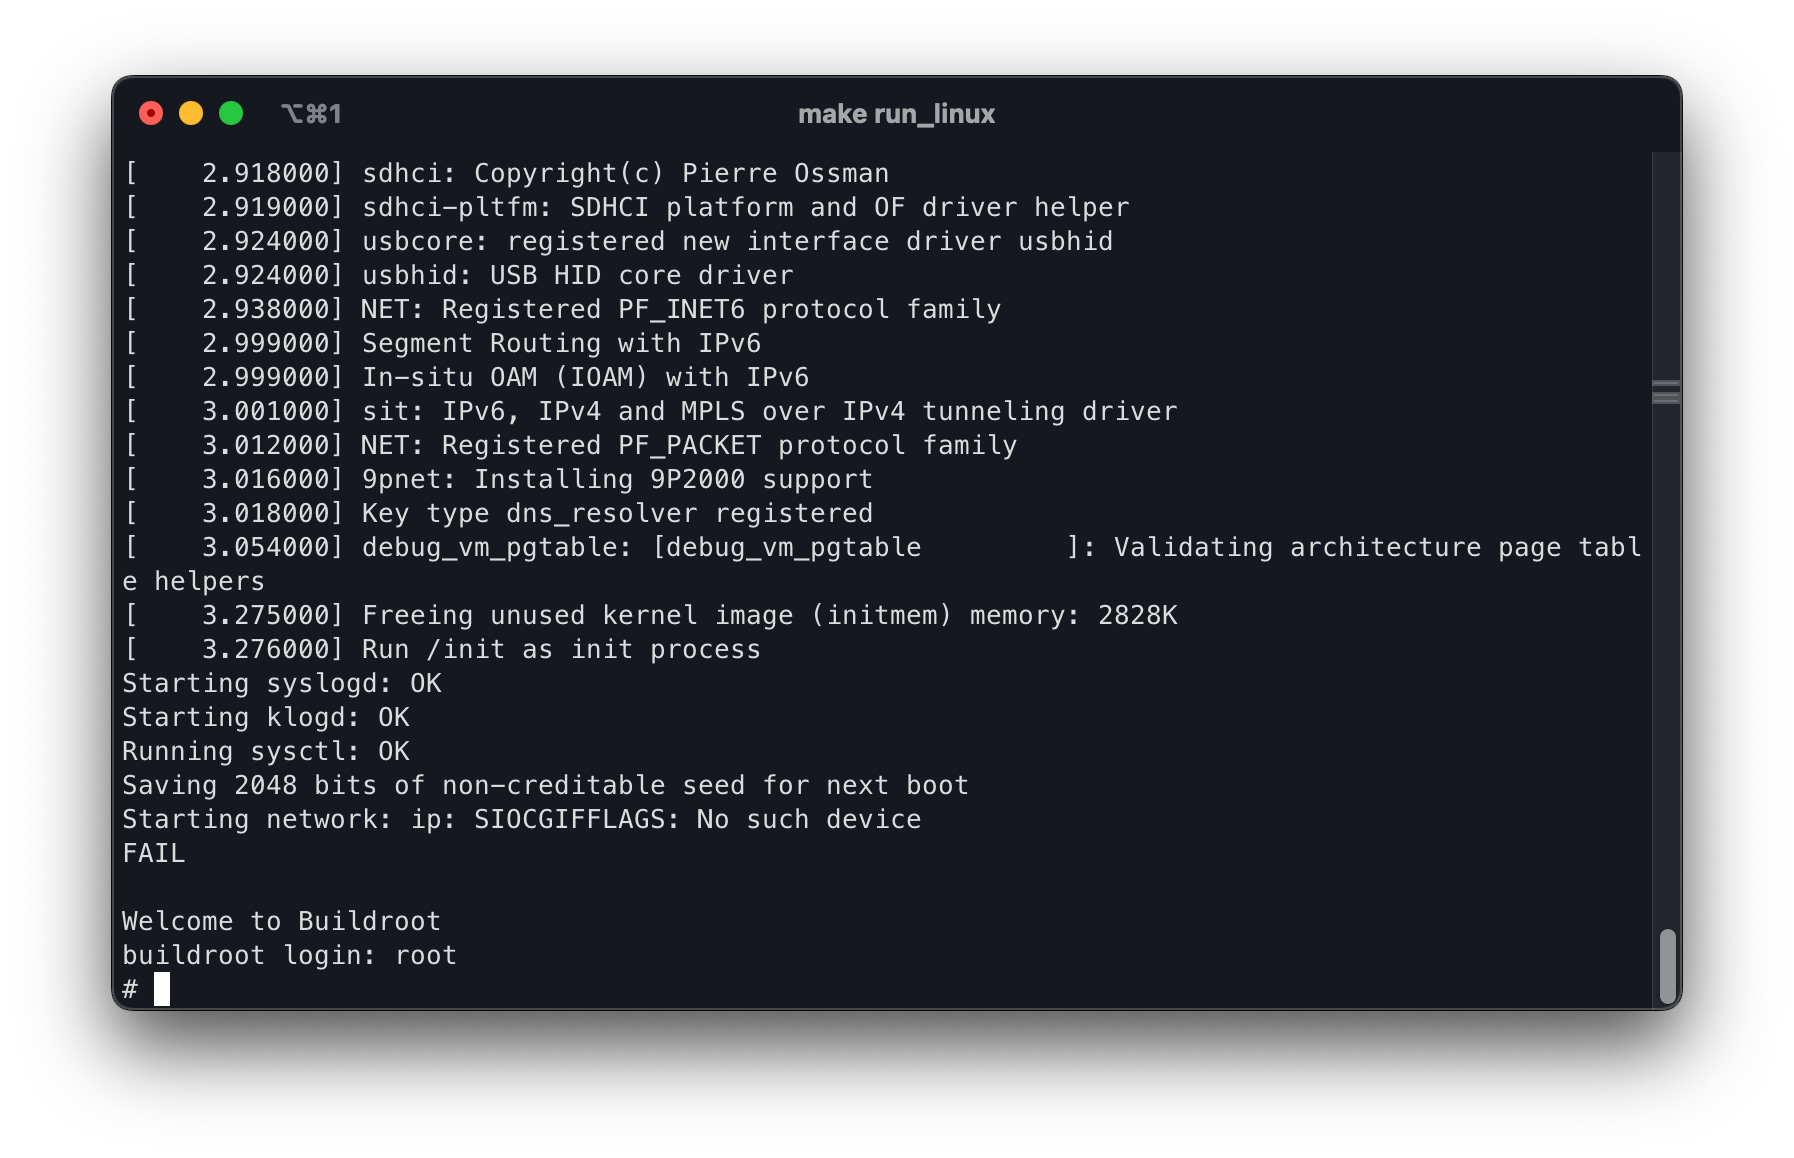 ⌥⌘1
make run_linux
[    2.918000] sdhci: Copyright(c) Pierre Ossman
[    2.919000] sdhci-pltfm: SDHCI platform and OF driver helper
[    2.924000] usbcore: registered new interface driver usbhid
[    2.924000] usbhid: USB HID core driver
[    2.938000] NET: Registered PF_INET6 protocol family
[    2.999000] Segment Routing with IPv6
[    2.999000] In-situ OAM (IOAM) with IPv6
[    3.001000] sit: IPv6, IPv4 and MPLS over IPv4 tunneling driver
[    3.012000] NET: Registered PF_PACKET protocol family
[    3.016000] 9pnet: Installing 9P2000 support
[    3.018000] Key type dns_resolver registered
[    3.054000] debug_vm_pgtable: [debug_vm_pgtable         ]: Validating architecture page tabl
e helpers
[    3.275000] Freeing unused kernel image (initmem) memory: 2828K
[    3.276000] Run /init as init process
Starting syslogd: OK
Starting klogd: OK
Running sysctl: OK
Saving 2048 bits of non-creditable seed for next boot
Starting network: ip: SIOCGIFFLAGS: No such device
FAIL

Welcome to Buildroot
buildroot login: root
#